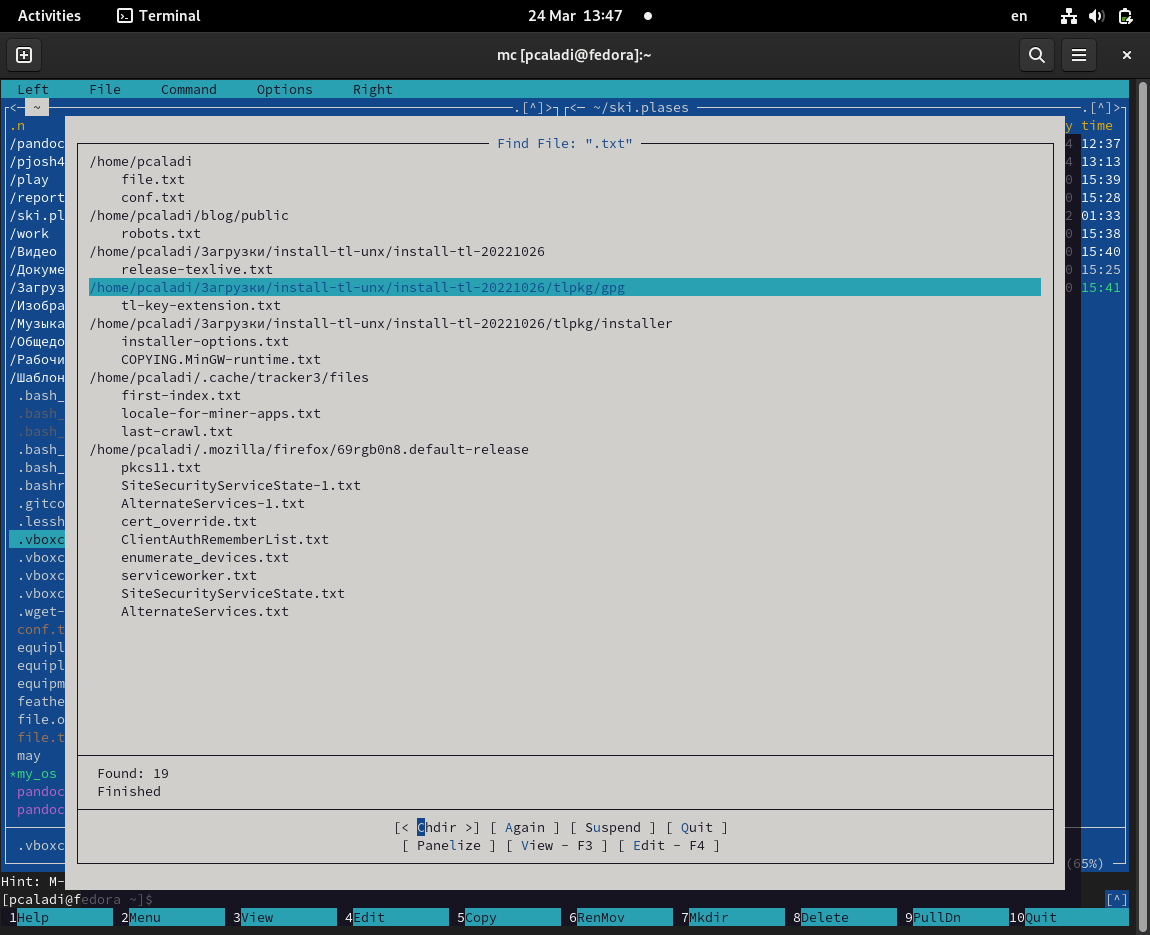 Activities Terminal 24 Mar 13:47 en
mc [pcaladi@fedora]:~
Left File Command Options Right
<— ~ .[^]> <— ~/ski.plases .[^]>
.n y time
/pandoc 4 12:37
/pjosh4 4 13:13
/play 0 15:39
/report 0 15:28
/ski.pl 2 01:33
/work 0 15:38
/Видео 0 15:40
/Докуме 0 15:25
/Загруз 0 15:41
/Изобра
/Музыка
/Общедо
/Рабочи
/Шаблон
.bash_
.bash_
.bash_
.bash_
.bash_
.bashr
.gitco
.lessh
.vboxc
.vboxc
.vboxc
.vboxc
.wget-
conf.t
equipl
equipl
equipm
feathe
file.o
file.t
may
*my_os
pandoc
pandoc
.vboxc
(65%)
Find File: ".txt"
/home/pcaladi
file.txt
conf.txt
/home/pcaladi/blog/public
robots.txt
/home/pcaladi/Загрузки/install-tl-unx/install-tl-20221026
release-texlive.txt
/home/pcaladi/Загрузки/install-tl-unx/install-tl-20221026/tlpkg/gpg
tl-key-extension.txt
/home/pcaladi/Загрузки/install-tl-unx/install-tl-20221026/tlpkg/installer
installer-options.txt
COPYING.MinGW-runtime.txt
/home/pcaladi/.cache/tracker3/files
first-index.txt
locale-for-miner-apps.txt
last-crawl.txt
/home/pcaladi/.mozilla/firefox/69rgb0n8.default-release
pkcs11.txt
SiteSecurityServiceState-1.txt
AlternateServices-1.txt
cert_override.txt
ClientAuthRememberList.txt
enumerate_devices.txt
serviceworker.txt
SiteSecurityServiceState.txt
AlternateServices.txt
Found: 19
Finished
[< Chdir >] [ Again ] [ Suspend ] [ Quit ]
[ Panelize ] [ View - F3 ] [ Edit - F4 ]
Hint: M-
[pcaladi@fedora ~]$ [^]
1Help 2Menu 3View 4Edit 5Copy 6RenMov 7Mkdir 8Delete 9PullDn 10Quit